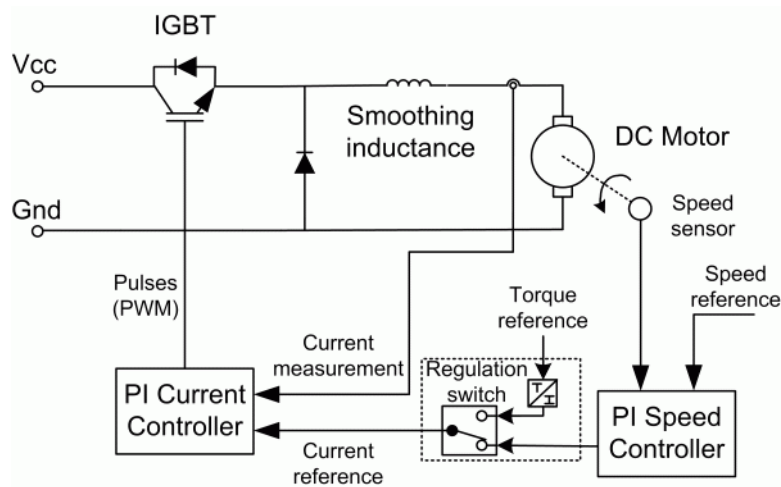 IGBT
Vcc
Smoothing
inductance
DC Motor
Gnd
Speed
sensor
Pulses
(PWM)
Speed
reference
Torque
reference
Current
measurement
Regulation
switch
T
I
PI Current
Controller
PI Speed
Controller
Current
reference